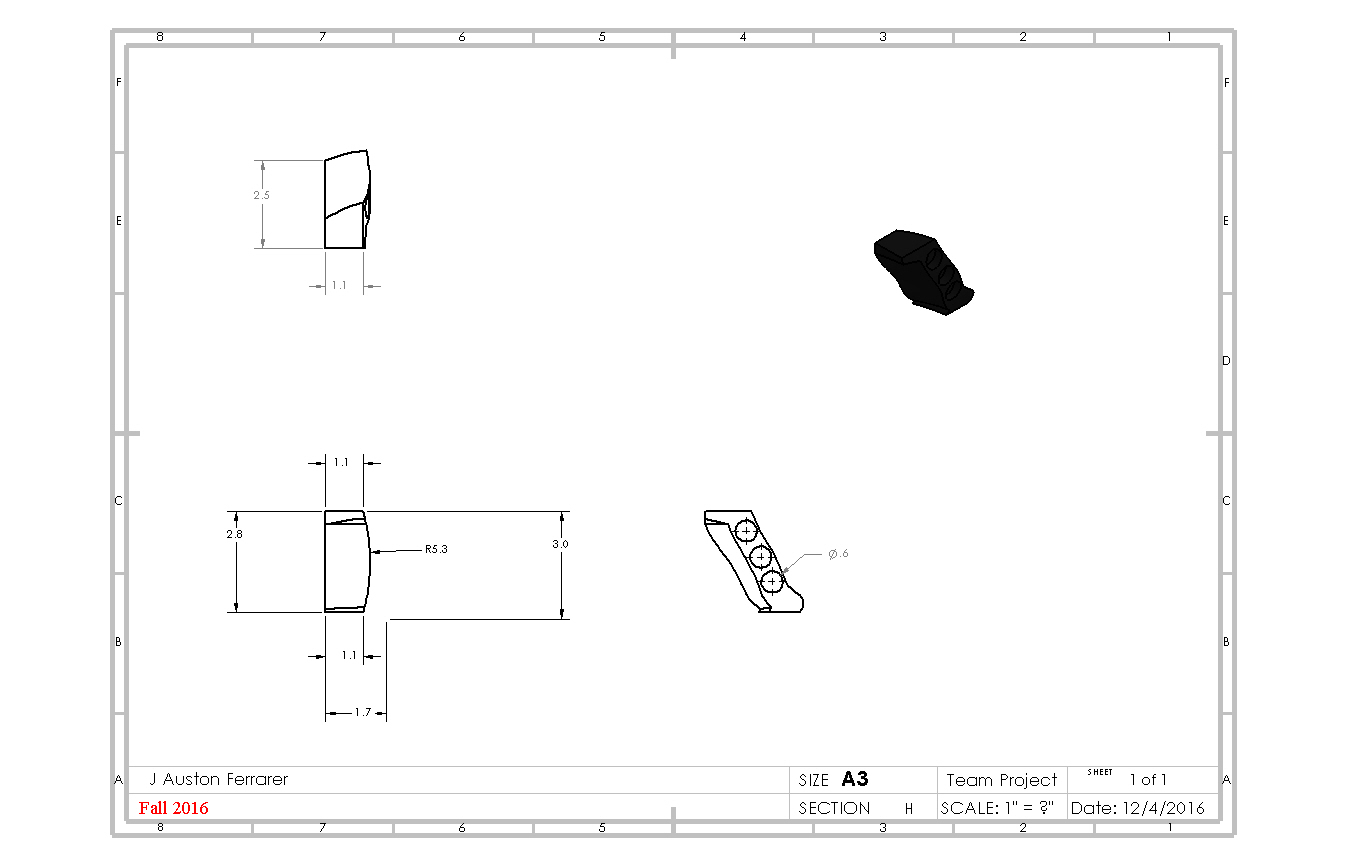 8 7 6 5 4 3 2 1
F F
2.5
E E
1.1
D
1.1
C C
2.8
3.0
R5.3
Ø.6
B B
1.1
1.7
A J Auston Ferrarer SIZE A3 Team Project SHEET 1 of 1 A
Fall 2016 SECTION H SCALE: 1" = ?" Date: 12/4/2016
8 7 6 5 3 2 1